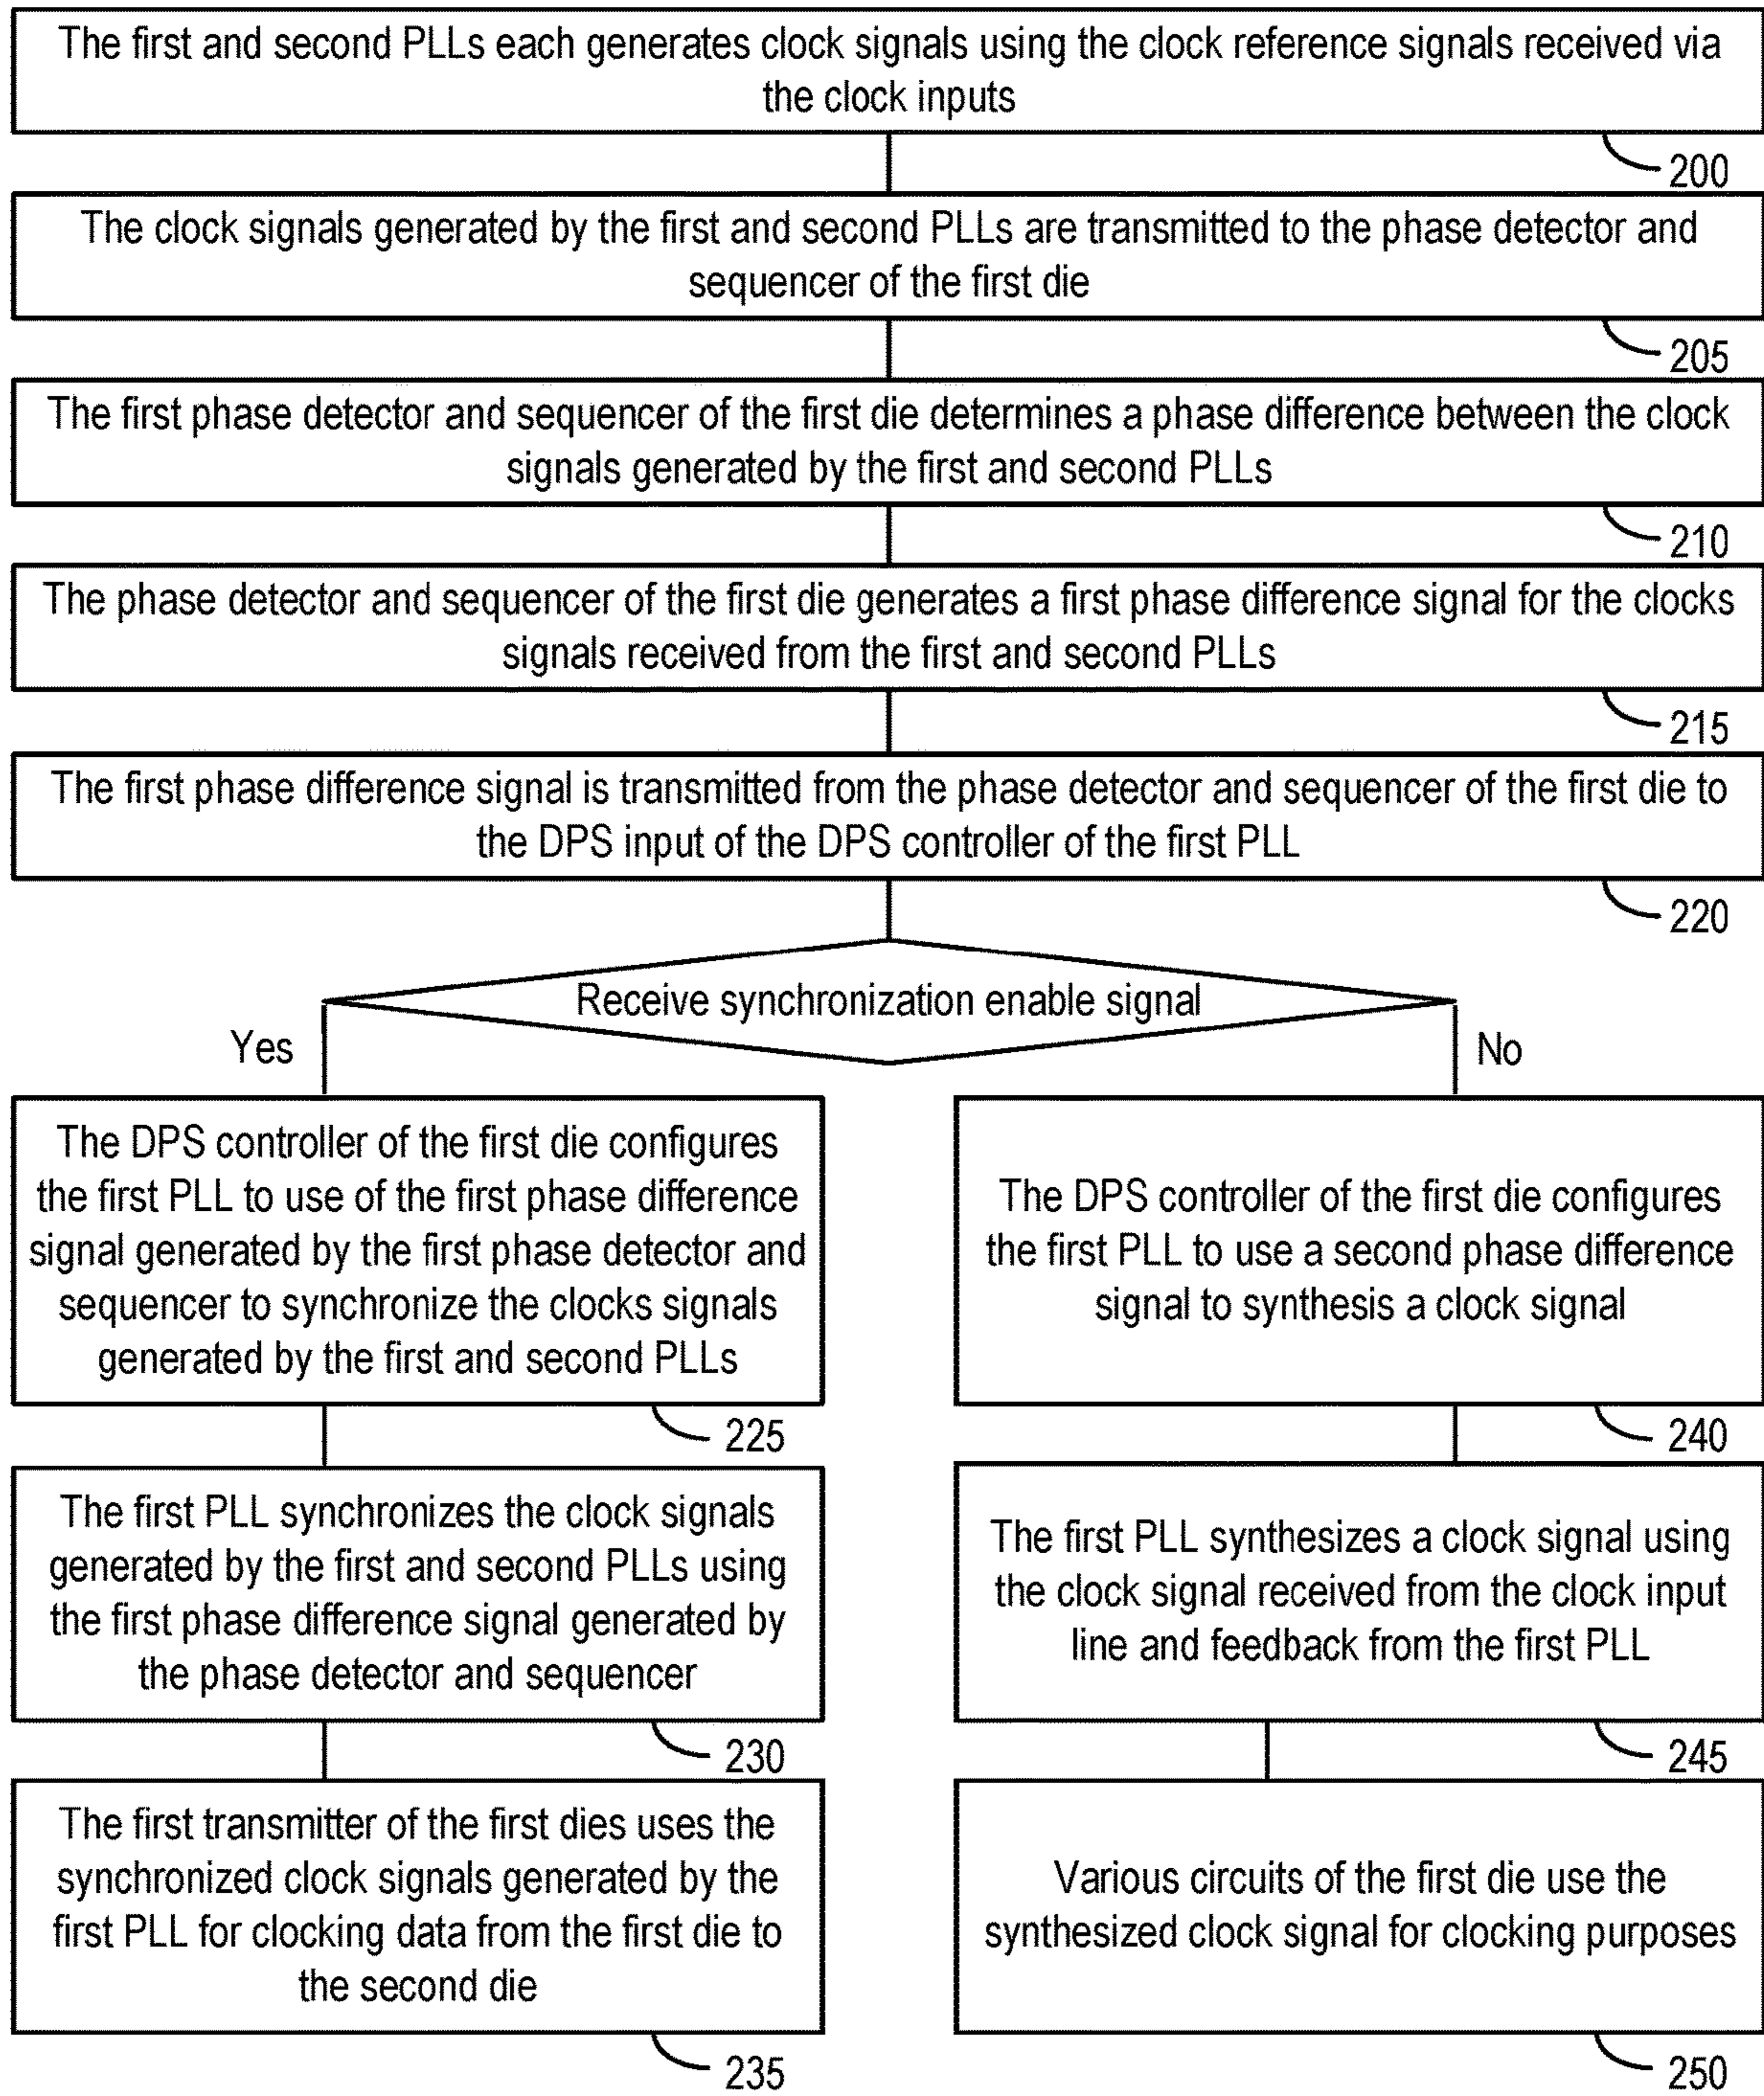 The first and second PLLs each generates clock signals using the clock reference signals received via
the clock inputs
200
The clock signals generated by the first and second PLLs are transmitted to the phase detector and
sequencer of the first die
205
The first phase detector and sequencer of the first die determines a phase difference between the clock
signals generated by the first and second PLLs
210
The phase detector and sequencer of the first die generates a first phase difference signal for the clocks
signals received from the first and second PLLs
215
The first phase difference signal is transmitted from the phase detector and sequencer of the first die to
the DPS input of the DPS controller of the first PLL
220
Receive synchronization enable signal
Yes
No
The DPS controller of the first die configures
the first PLL to use of the first phase difference
signal generated by the first phase detector and
sequencer to synchronize the clocks signals
generated by the first and second PLLs
225
The first PLL synchronizes the clock signals
generated by the first and second PLLs using
the first phase difference signal generated by
the phase detector and sequencer
230
The first transmitter of the first dies uses the
synchronized clock signals generated by the
first PLL for clocking data from the first die to
the second die
235
The DPS controller of the first die configures
the first PLL to use a second phase difference
signal to synthesis a clock signal
240
The first PLL synthesizes a clock signal using
the clock signal received from the clock input
line and feedback from the first PLL
245
Various circuits of the first die use the
synthesized clock signal for clocking purposes
250